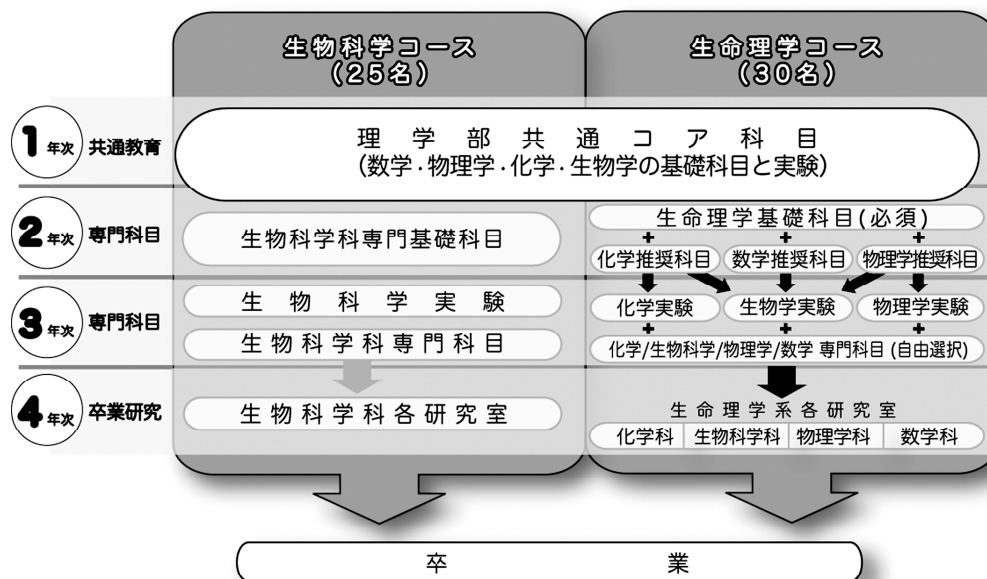 生物科学コース
(25名)
生命理学コース
(30名)
1年次 共通教育
理学部共通コア科目
(数学・物理学・化学・生物学の基礎科目と実験)
2年次 専門科目
生物科学科専門基礎科目
生命理学基礎科目(必須)
+ + +
化学推奨科目 数学推奨科目 物理学推奨科目
3年次 専門科目
生物科学実験
生物科学科専門科目
化学実験 生物学実験 物理学実験
+ + +
化学/生物科学/物理学/数学 専門科目(自由選択)
4年次 卒業研究
生物科学科各研究室
生命理学系各研究室
化学科 生物科学科 物理学科 数学科
卒業